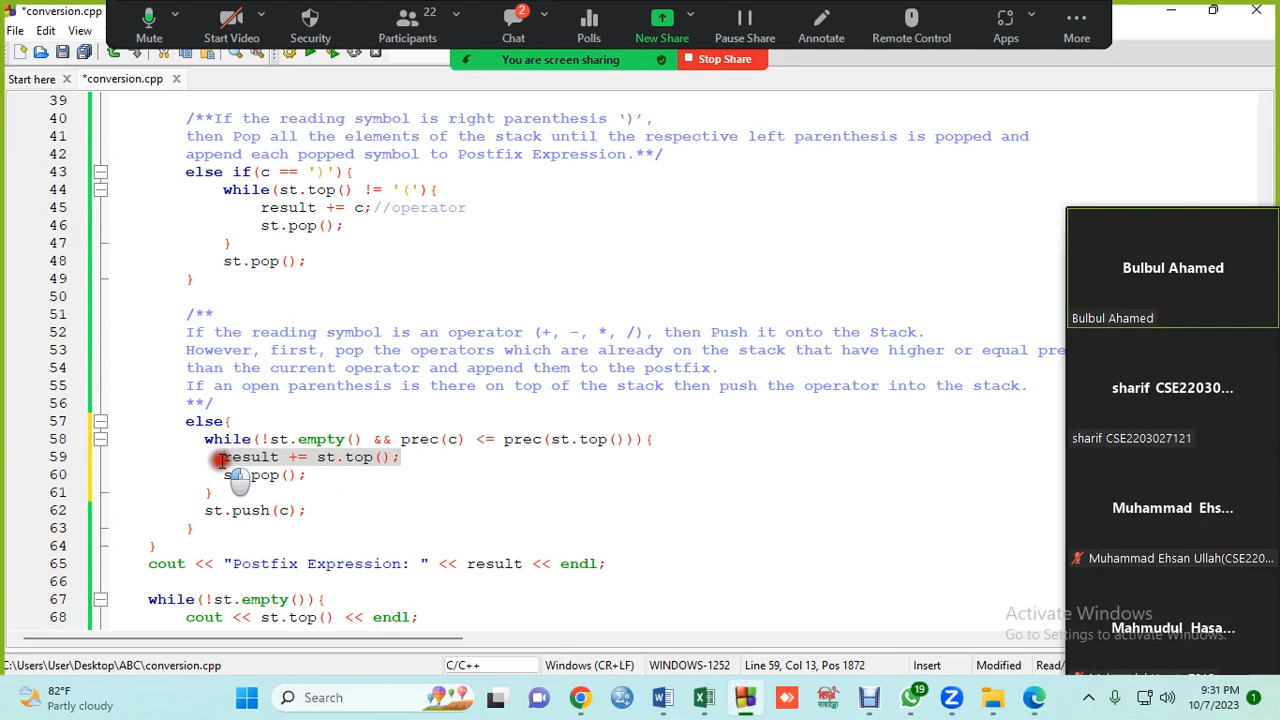 *conversion.cpp
File Edit View
Mute
Start Video
Security
22
Participants
2
Chat
Polls
New Share
Pause Share
Annotate
Remote Control
Apps
More
You are screen sharing
Stop Share
Start here
*conversion.cpp
39
40 /**If the reading symbol is right parenthesis ')',
41 then Pop all the elements of the stack until the respective left parenthesis is popped and
42 append each popped symbol to Postfix Expression.**/
43 else if(c == ')'){
44 while(st.top() != '('){
45 result += c;//operator
46 st.pop();
47 }
48 st.pop();
49 }
50
51 /**
52 If the reading symbol is an operator (+, -, *, /), then Push it onto the Stack.
53 However, first, pop the operators which are already on the stack that have higher or equal pre
54 than the current operator and append them to the postfix.
55 If an open parenthesis is there on top of the stack then push the operator into the stack.
56 **/
57 else{
58 while(!st.empty() && prec(c) <= prec(st.top())){
59 result += st.top();
60 st.pop();
61 }
62 st.push(c);
63 }
64 }
65 cout << "Postfix Expression: " << result << endl;
66
67 while(!st.empty()){
68 cout << st.top() << endl;
Bulbul Ahamed
Bulbul Ahamed
sharif CSE22030...
sharif CSE2203027121
Muhammad Ehs...
Muhammad Ehsan Ullah(CSE220...
Mahmudul Hasa...
Activate Windows
Go to Settings to activate Windows.
C:\Users\User\Desktop\ABC\conversion.cpp
C/C++
Windows (CR+LF)
WINDOWS-1252
Line 59, Col 13, Pos 1872
Insert
Modified
Read/
82°F
Partly cloudy
Search
19
9:31 PM
10/7/2023
1